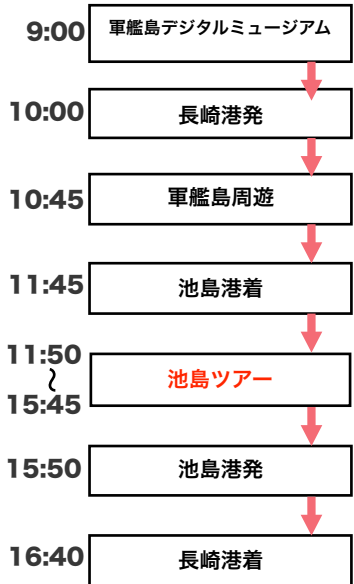 9:00 軍艦島デジタルミュージアム
10:00 長崎港発
10:45 軍艦島周遊
11:45 池島港着
11:50
〜
15:45
池島ツアー
15:50 池島港発
16:40 長崎港着